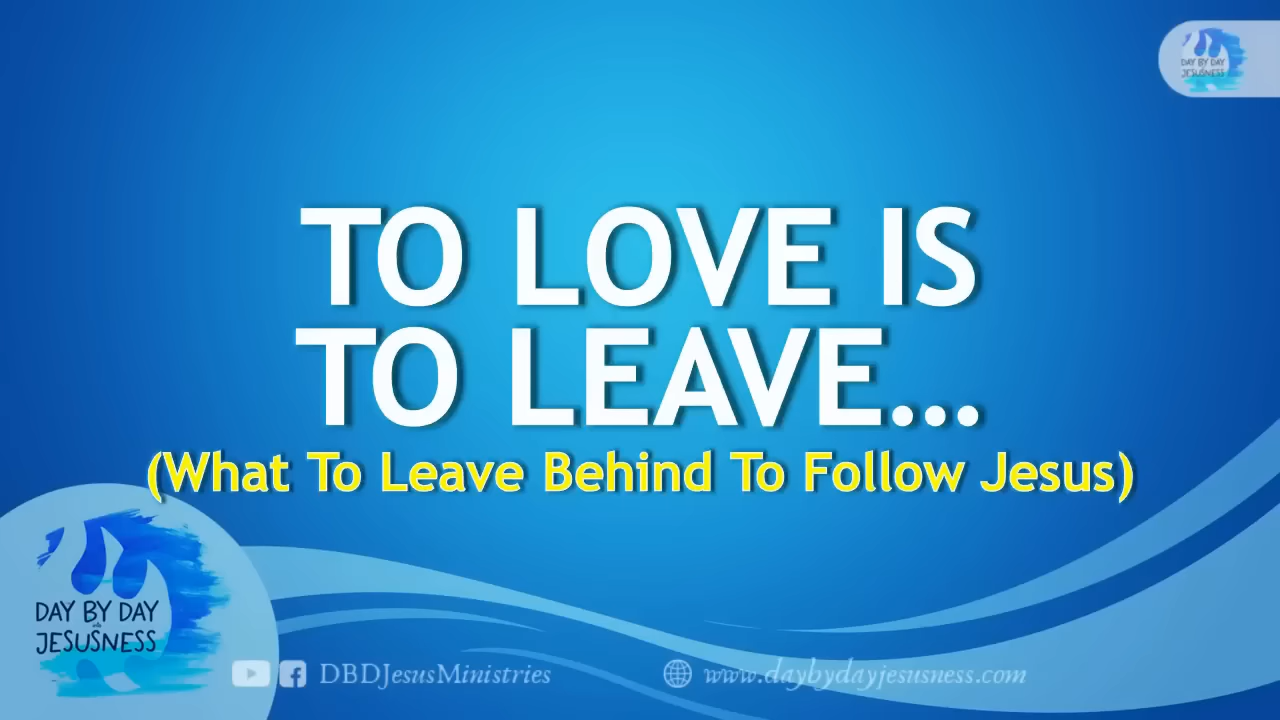 DAY BY DAY
JESUSNESS
TO LOVE IS
TO LEAVE...
(What To Leave Behind To Follow Jesus)
DAY BY DAY
JESUSNESS
DBDJesusMinistries
www.daybydayjesusness.com